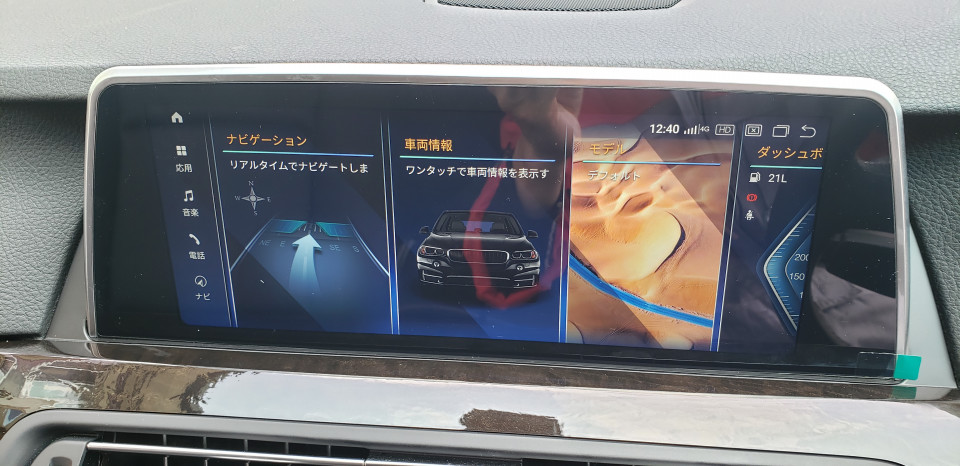 12:40 4G HD
応用
音楽
電話
ナビ
ナビゲーション
リアルタイムでナビゲートしま
N
W E
S
車両情報
ワンタッチで車両情報を表示す
モデル
デフォルト
ダッシュボ
21L
200
150